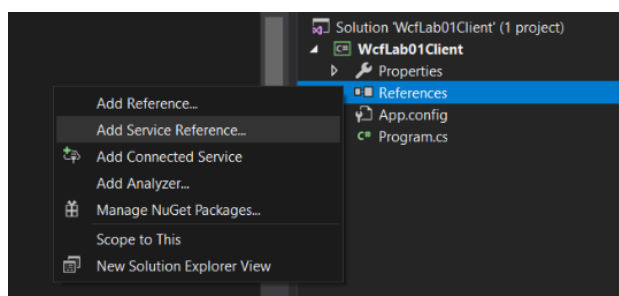 Solution 'WcfLab01Client' (1 project)
C# WcfLab01Client
Properties
References
App.config
C# Program.cs
Add Reference...
Add Service Reference...
Add Connected Service
Add Analyzer...
Manage NuGet Packages...
Scope to This
New Solution Explorer View